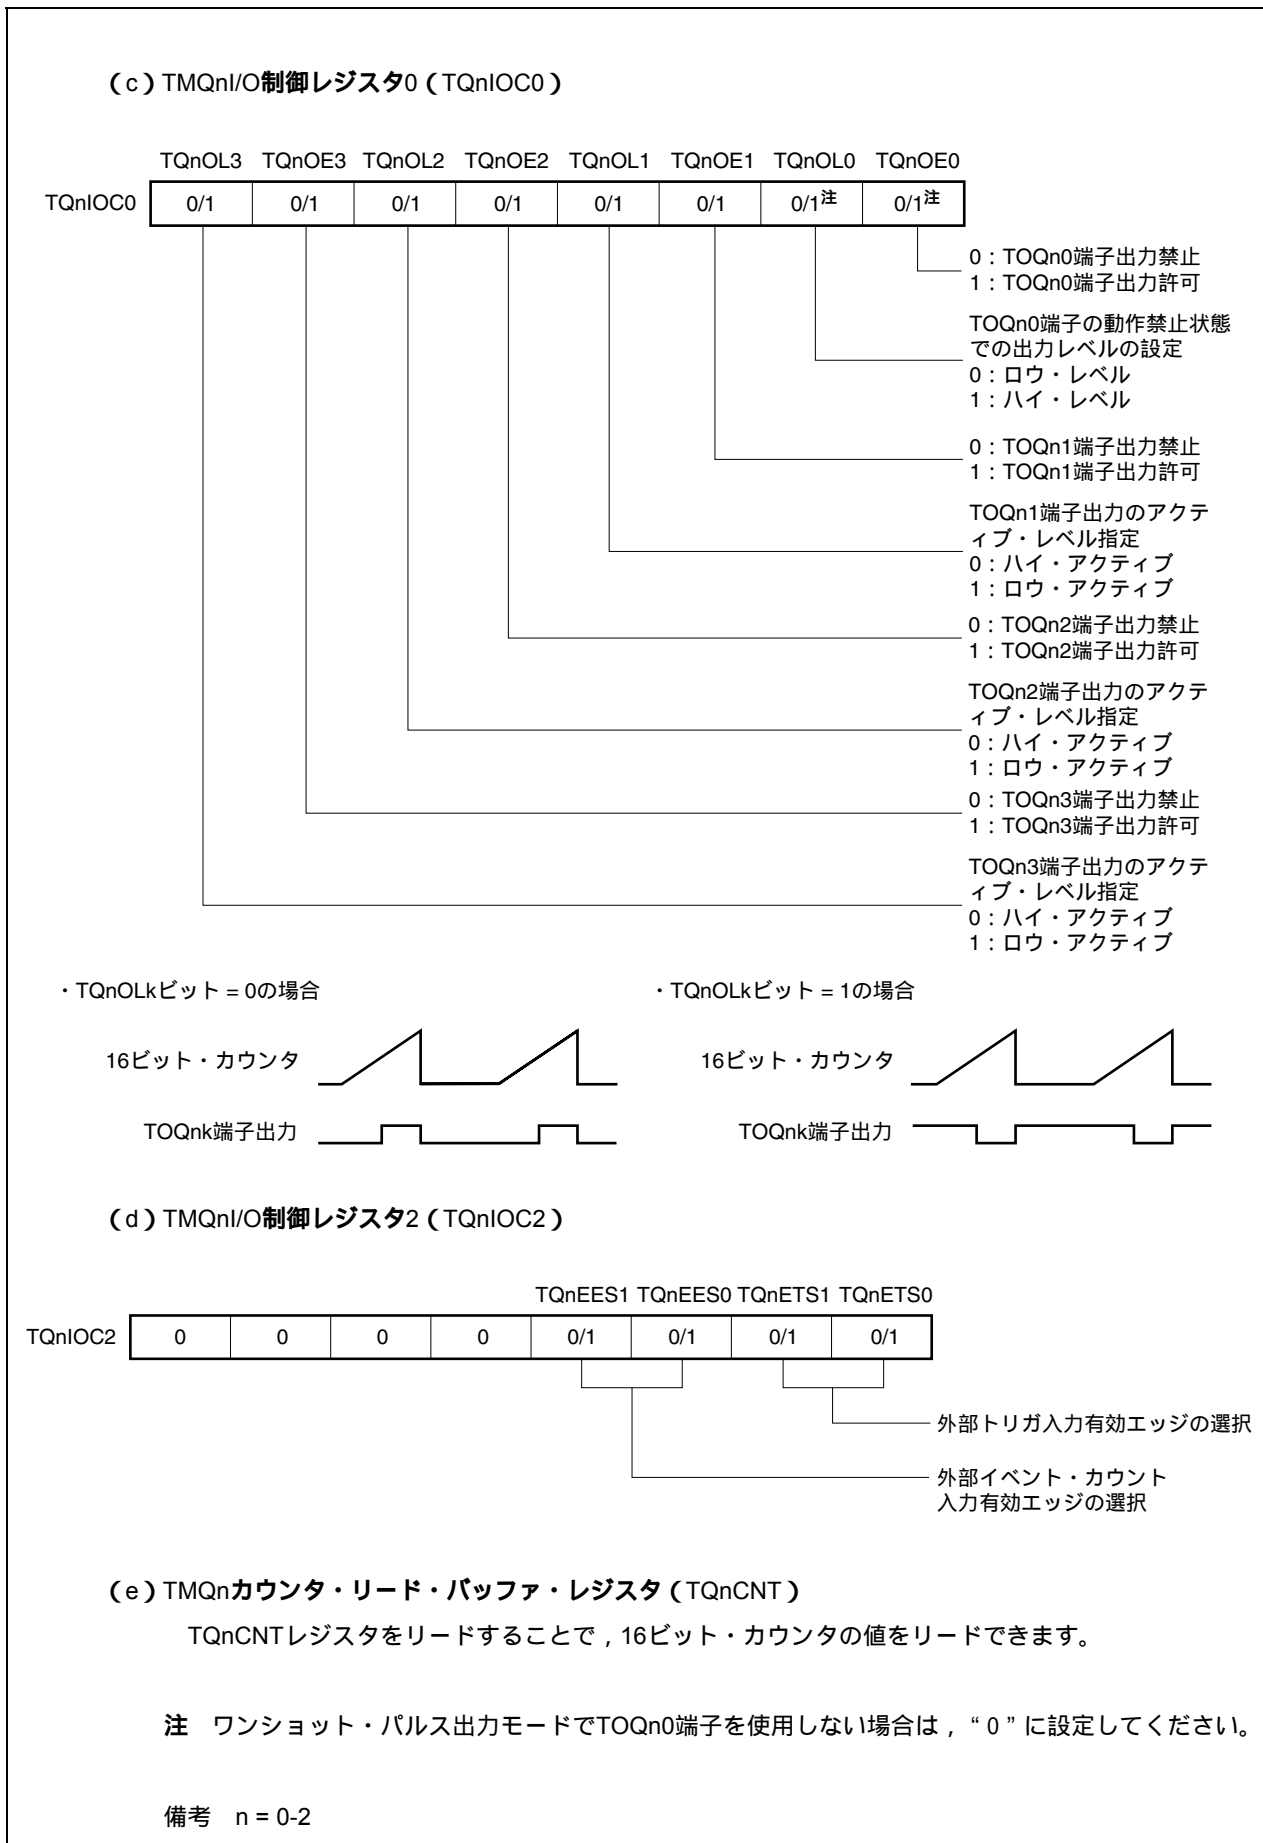 (c)TMQnI/O制御レジスタ0(TQnIOC0)
TQnOL3 TQnOE3 TQnOL2 TQnOE2 TQnOL1 TQnOE1 TQnOL0 TQnOE0
TQnIOC0 0/1 0/1 0/1 0/1 0/1 0/1 0/1注 0/1注
0:TOQn0端子出力禁止
1:TOQn0端子出力許可
TOQn0端子の動作禁止状態
での出力レベルの設定
0:ロウ・レベル
1:ハイ・レベル
0:TOQn1端子出力禁止
1:TOQn1端子出力許可
TOQn1端子出力のアクテ
ィブ・レベル指定
0:ハイ・アクティブ
1:ロウ・アクティブ
0:TOQn2端子出力禁止
1:TOQn2端子出力許可
TOQn2端子出力のアクテ
ィブ・レベル指定
0:ハイ・アクティブ
1:ロウ・アクティブ
0:TOQn3端子出力禁止
1:TOQn3端子出力許可
TOQn3端子出力のアクテ
ィブ・レベル指定
0:ハイ・アクティブ
1:ロウ・アクティブ
・TQnOLkビット = 0の場合
16ビット・カウンタ
TOQnk端子出力
・TQnOLkビット = 1の場合
16ビット・カウンタ
TOQnk端子出力
(d)TMQnI/O制御レジスタ2(TQnIOC2)
TQnEES1 TQnEES0 TQnETS1 TQnETS0
TQnIOC2 0 0 0 0 0/1 0/1 0/1 0/1
外部トリガ入力有効エッジの選択
外部イベント・カウント
入力有効エッジの選択
(e)TMQnカウンタ・リード・バッファ・レジスタ(TQnCNT)
TQnCNTレジスタをリードすることで,16ビット・カウンタの値をリードできます。
注 ワンショット・パルス出力モードでTOQn0端子を使用しない場合は,“0”に設定してください。
備考 n = 0-2